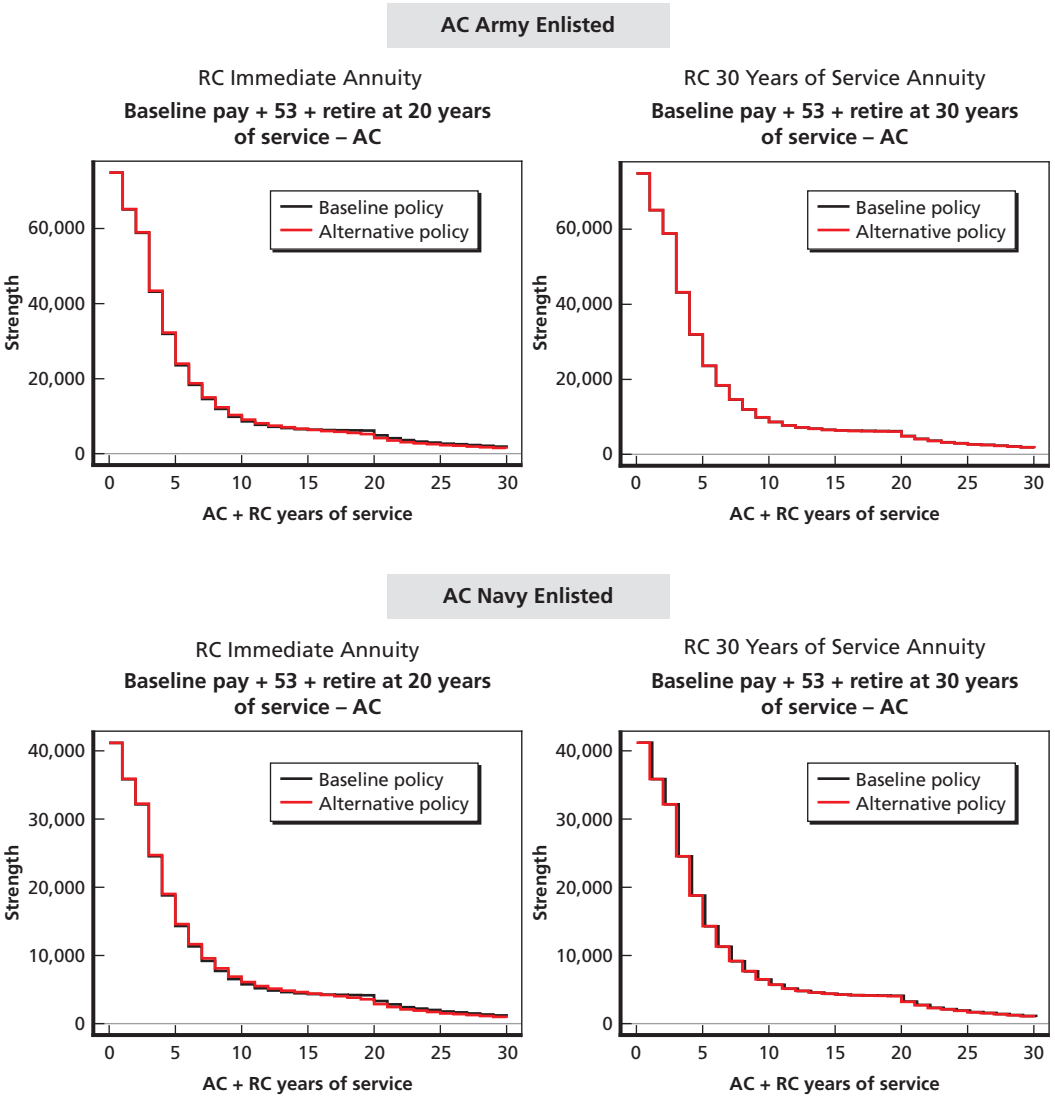 AC Army Enlisted
RC Immediate Annuity
Baseline pay + 53 + retire at 20 years
of service – AC
Baseline policy
Alternative policy
60,000
40,000
20,000
0
Strength
0 5 10 15 20 25 30
AC + RC years of service
RC 30 Years of Service Annuity
Baseline pay + 53 + retire at 30 years
of service – AC
Baseline policy
Alternative policy
60,000
40,000
20,000
0
Strength
0 5 10 15 20 25 30
AC + RC years of service
AC Navy Enlisted
RC Immediate Annuity
Baseline pay + 53 + retire at 20 years
of service – AC
Baseline policy
Alternative policy
40,000
30,000
20,000
10,000
0
Strength
0 5 10 15 20 25 30
AC + RC years of service
RC 30 Years of Service Annuity
Baseline pay + 53 + retire at 30 years
of service – AC
Baseline policy
Alternative policy
40,000
30,000
20,000
10,000
0
Strength
0 5 10 15 20 25 30
AC + RC years of service